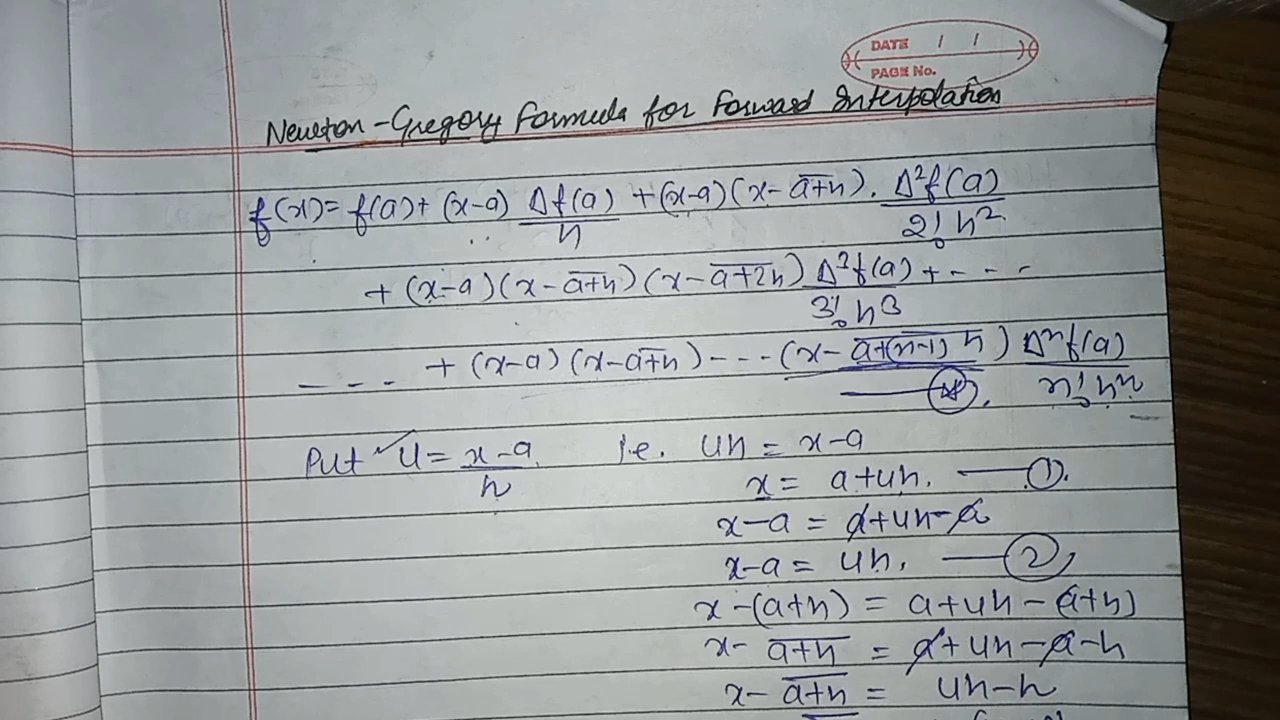 DATE / /
PAGE No.
Newton-Gregory Formula for Forward Interpolation
f(x)= f(a)+ (x-a) Δf(a)/h + (x-a)(x- a+h‾). Δ²f(a)/2! h²
+ (x-a)(x- a+h‾)(x- a+2h‾) Δ²f(a)/3! h3 + - - -
- - - + (x-a)(x-a+h‾) - - - (x- a+(n-1)h‾) Δⁿf(a)/n! hⁿ
Put ✓ u= x-a/h i.e. uh = x-a
x = a+uh. —— ①.
x-a = a+uh-a
x-a = uh. —— ②,
x-(a+h) = a+uh-(a+h)
x- a+h‾ = a+uh-a-h
x- a+h‾ = uh-h